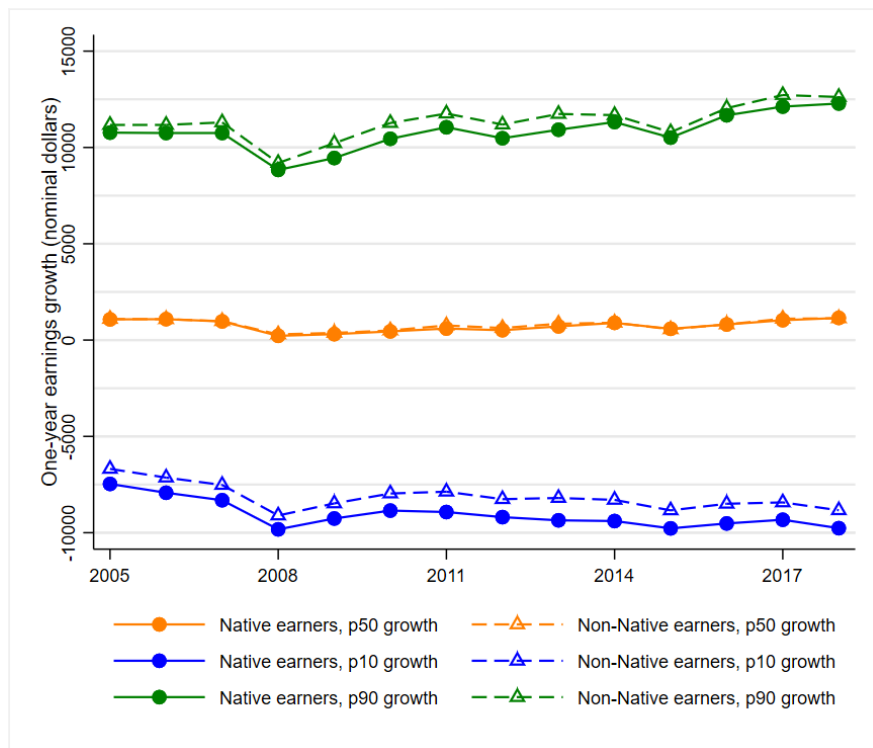 One-year earnings growth (nominal dollars)
15000
10000
5000
0
-5000
-10000
2005 2008 2011 2014 2017
Native earners, p50 growth Non-Native earners, p50 growth
Native earners, p10 growth Non-Native earners, p10 growth
Native earners, p90 growth Non-Native earners, p90 growth